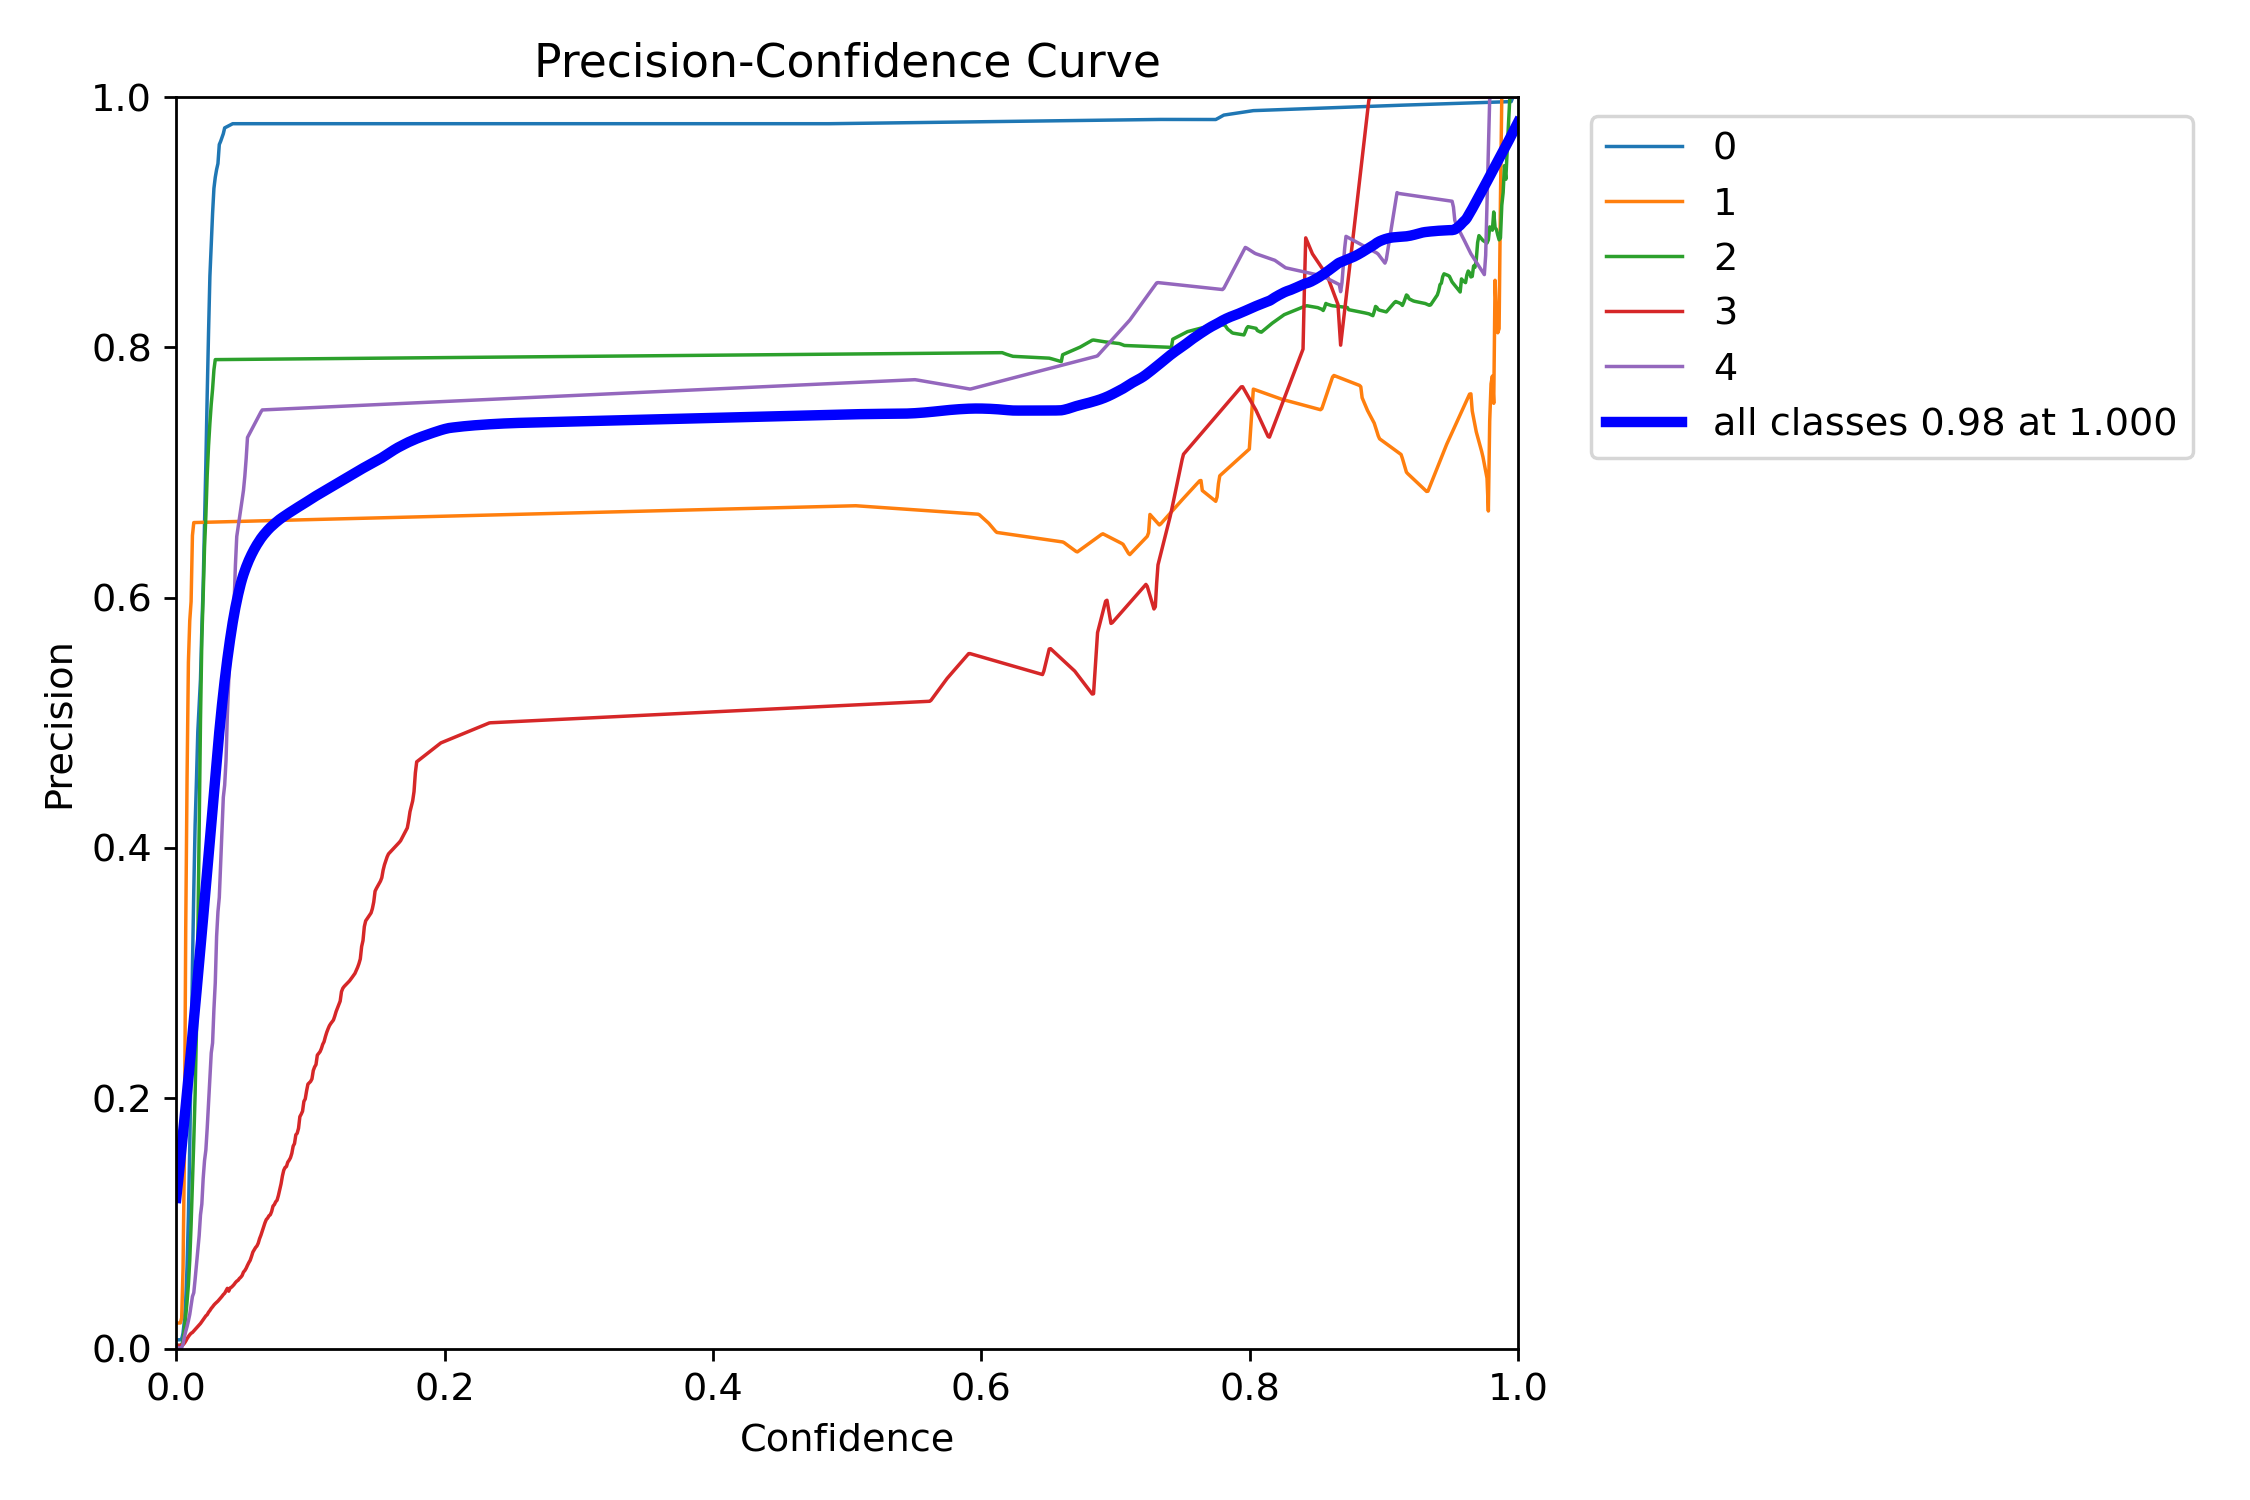 Precision-Confidence Curve
1.0
0.8
0.6
0.4
0.2
0.0
Precision
0.0 0.2 0.4 0.6 0.8 1.0
Confidence
0
1
2
3
4
all classes 0.98 at 1.000